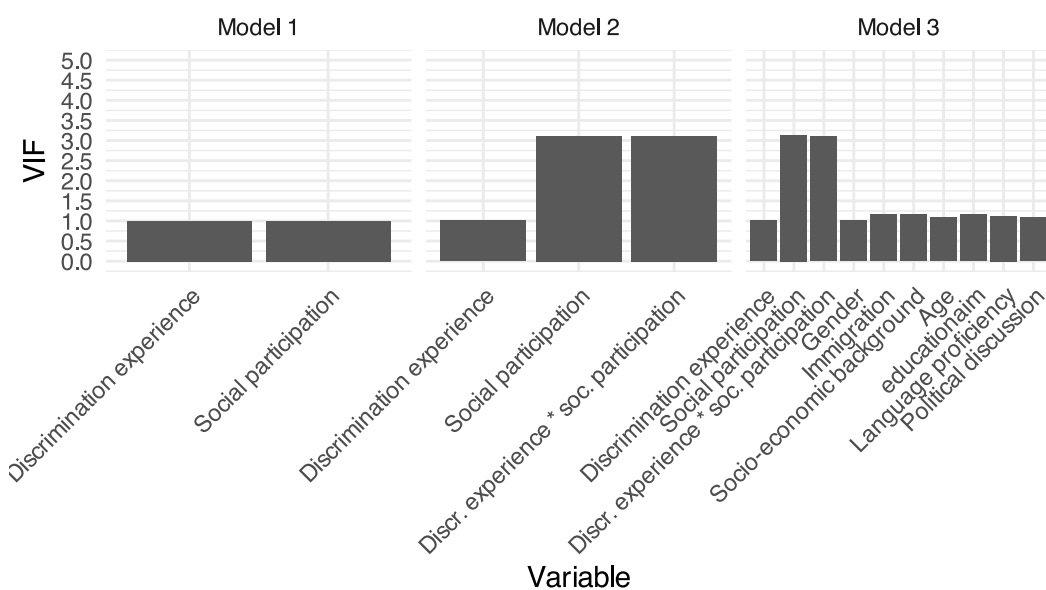 Model 1
Model 2
Model 3
VIF
5.0
4.5
4.0
3.5
3.0
2.5
2.0
1.5
1.0
0.5
0.0
Discrimination experience
Social participation
Discrimination experience
Social participation
Discr. experience * soc. participation
Discrimination experience
Social participation
Discr. experience * soc. participation
Gender
Immigration
Socio-economic background
Age
educationaim
Language proficiency
Political discussion
Variable